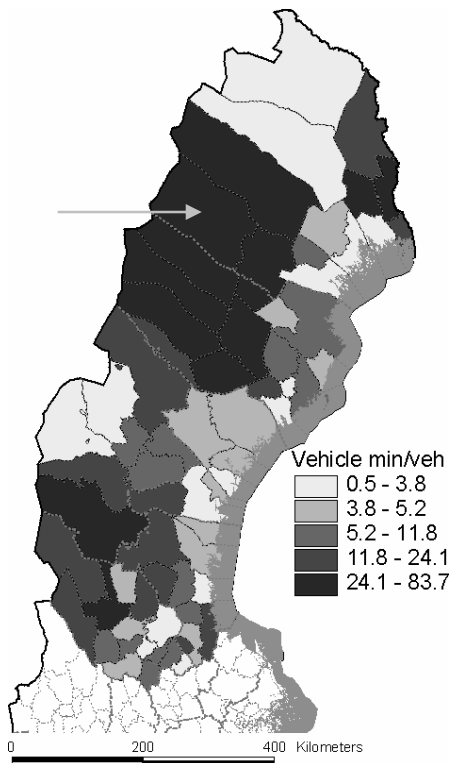 Vehicle min/veh
0.5 - 3.8
3.8 - 5.2
5.2 - 11.8
11.8 - 24.1
24.1 - 83.7
0 200 400 Kilometers